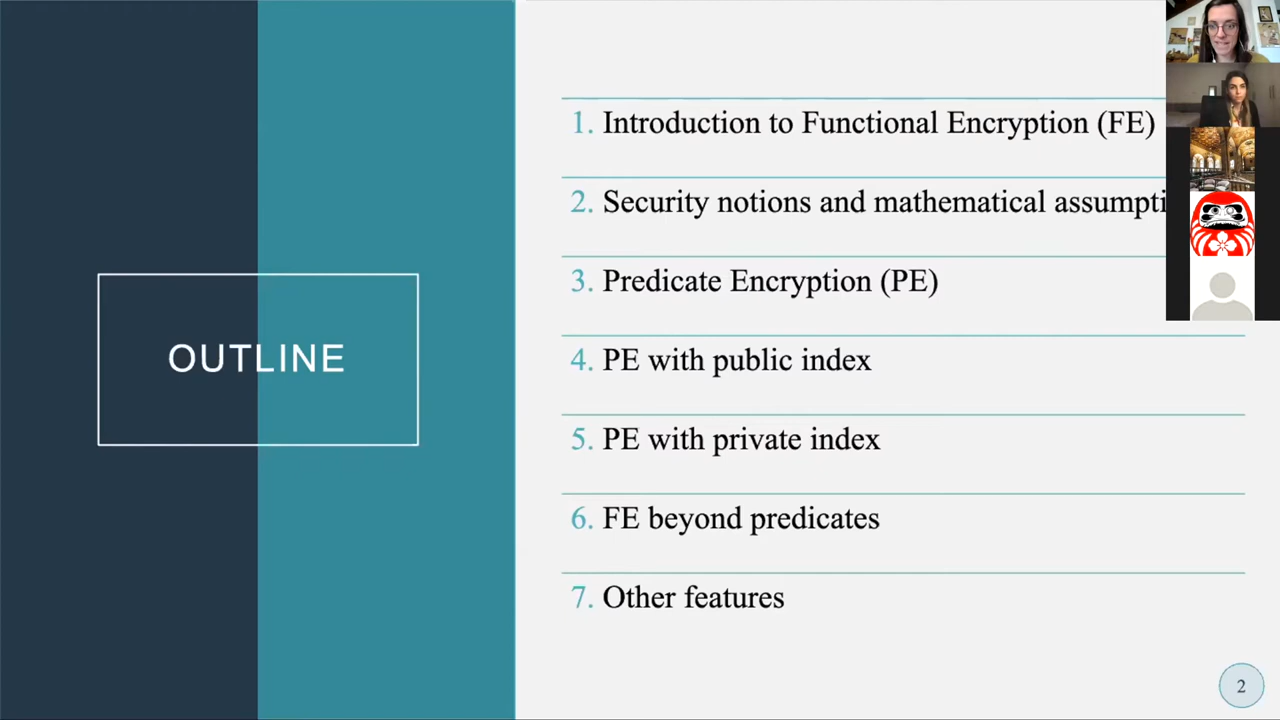 OUTLINE
1. Introduction to Functional Encryption (FE)
2. Security notions and mathematical assumpti
3. Predicate Encryption (PE)
4. PE with public index
5. PE with private index
6. FE beyond predicates
7. Other features
2